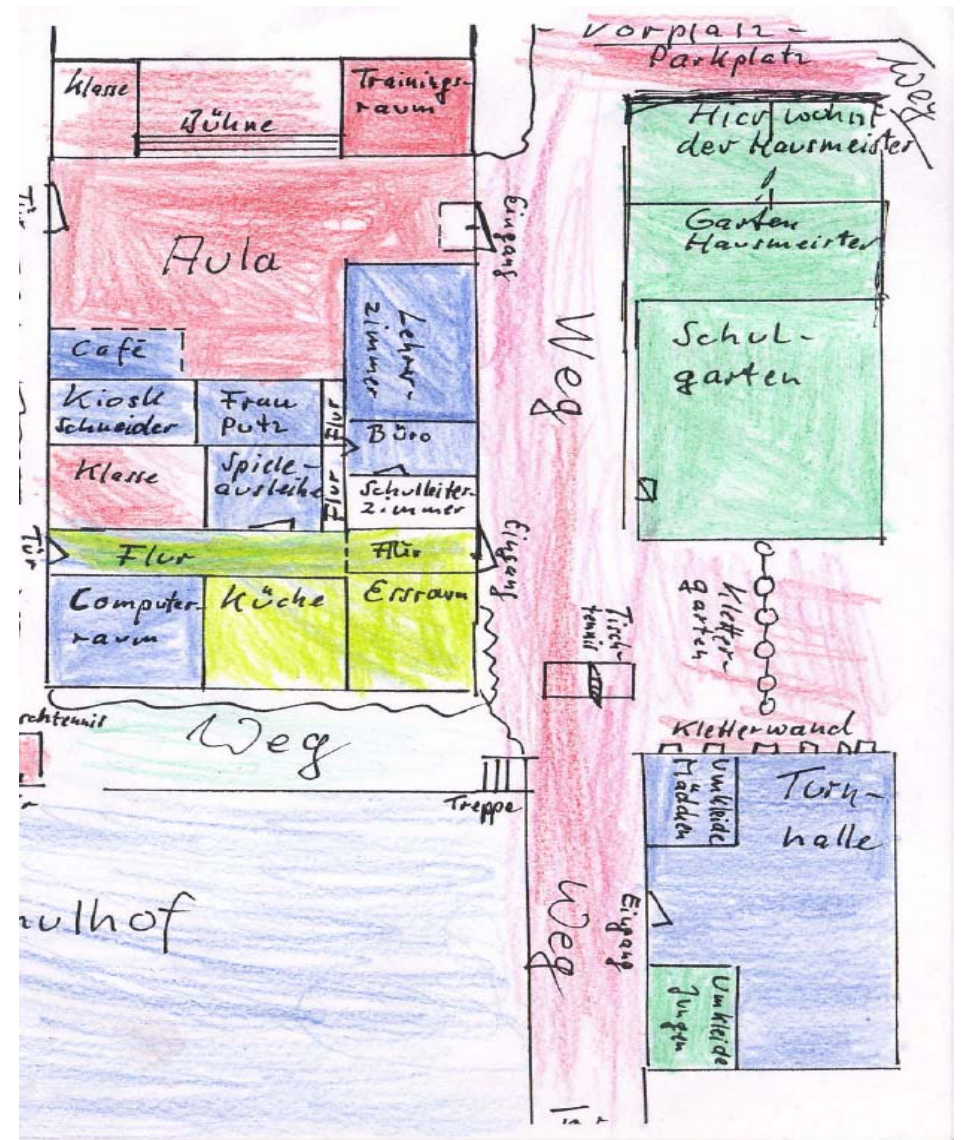 - Vorplatz -
Parkplatz
Weg
Klasse
Bühne
Trainings-
raum
Hier wohnt
der Hausmeister
Garten
Hausmeister
Tür
Aula
Eingang
Lehrer-
zimmer
Weg
Schul-
garten
Café
Kiosk
Schneider
Frau
Putz
Flur
Büro
Klasse
Spiele-
ausleihe
Flur
Schulleiter-
zimmer
Tür
Flur
Flur
Eingang
Computer-
raum
Küche
Essraum
Tisch-
tennis
Kletter-
garten
Kletterwand
chtennis
Weg
Treppe
Umkleide
Mädchen
Turn-
halle
ulhof
Weg
Eingang
Umkleide
Jungen